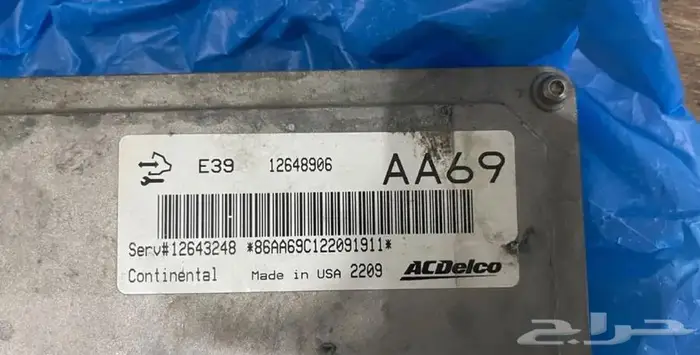 E39 12648906 AA69
Serv#12643248 *86AA69C122091911*
Continental Made in USA 2209 ACDelco
حراج